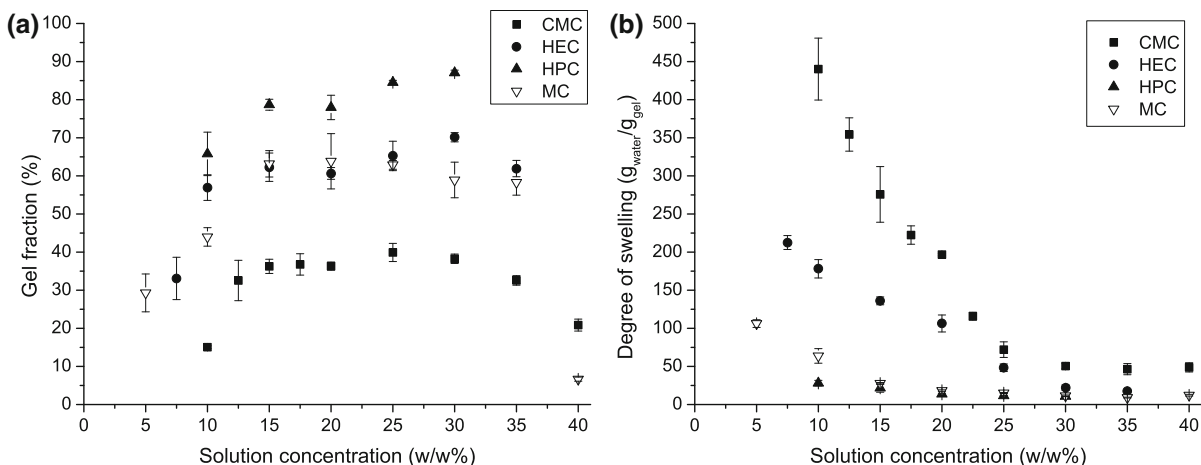 (a)
100
90
80
70
60
50
40
30
20
10
0
Gel fraction (%)
CMC
HEC
HPC
MC
0 5 10 15 20 25 30 35 40
Solution concentration (w/w%)
(b)
500
450
400
350
300
250
200
150
100
50
0
Degree of swelling (g_water/g_gel)
CMC
HEC
HPC
MC
0 5 10 15 20 25 30 35 40
Solution concentration (w/w%)